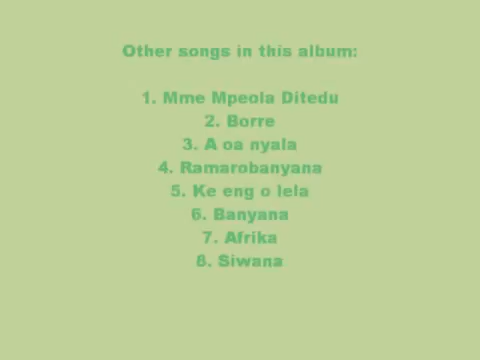 Other songs in this album:
1. Mme Mpeola Ditedu
2. Borre
3. A oa nyala
4. Ramarobanyana
5. Ke eng o lela
6. Banyana
7. Afrika
8. Siwana